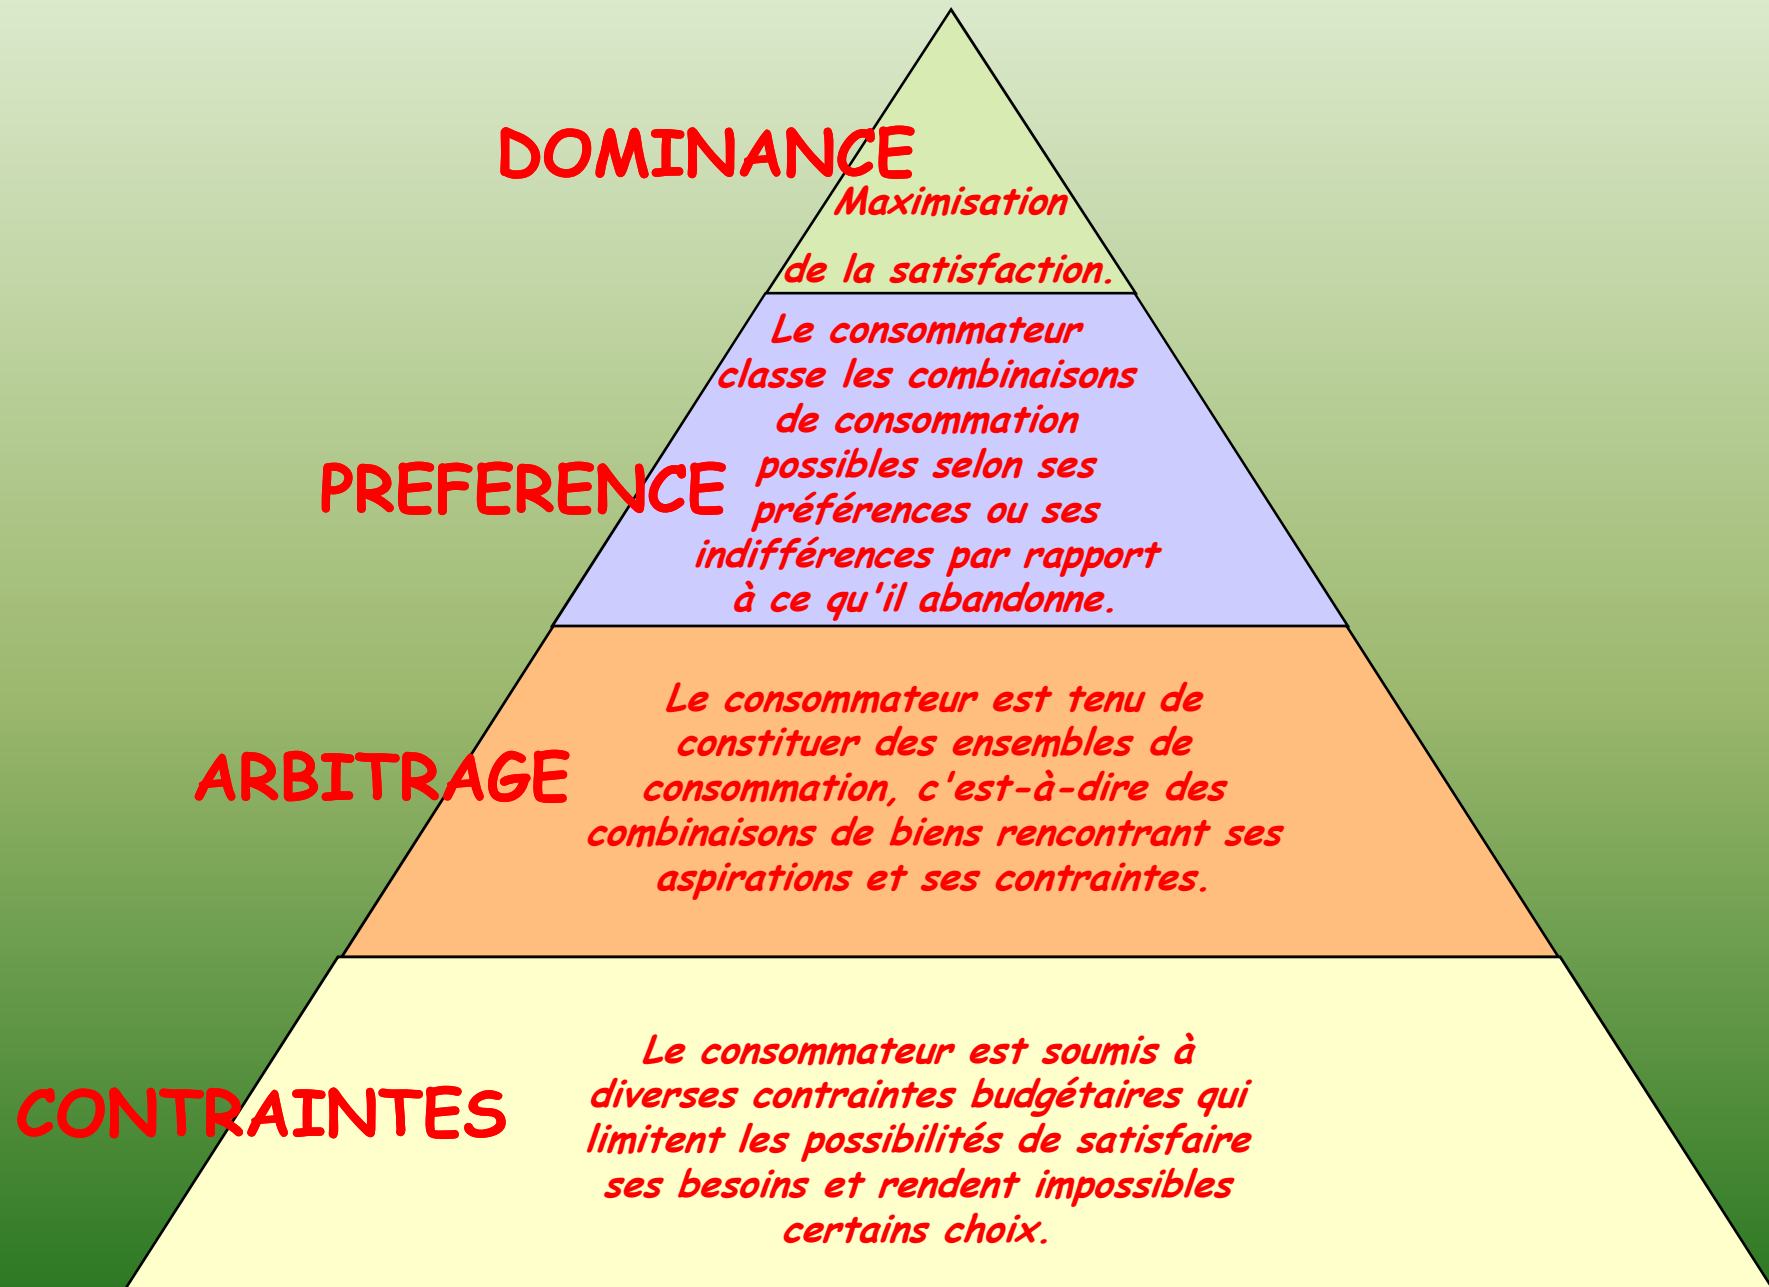 DOMINANCE
Maximisation
de la satisfaction.
Le consommateur
classe les combinaisons
de consommation
possibles selon ses
PREFERENCE
préférences ou ses
indifférences par rapport
à ce qu'il abandonne.
Le consommateur est tenu de
constituer des ensembles de
ARBITRAGE
consommation, c'est-à-dire des
combinaisons de biens rencontrant ses
aspirations et ses contraintes.
Le consommateur est soumis à
diverses contraintes budgétaires qui
CONTRAINTES
limitent les possibilités de satisfaire
ses besoins et rendent impossibles
certains choix.